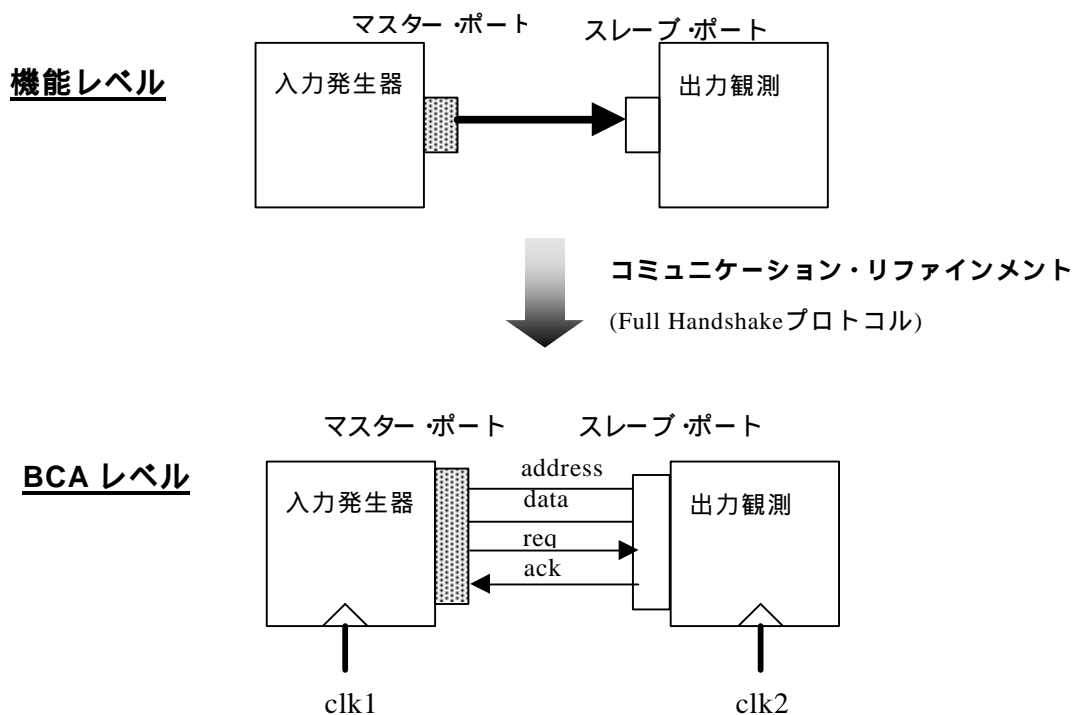 マスター・ポート
スレーブ・ポート
機能レベル
入力発生器
出力観測
コミュニケーション・リファインメント
(Full Handshakeプロトコル)
マスター・ポート
スレーブ・ポート
BCA レベル
入力発生器
address
data
req
ack
出力観測
clk1
clk2